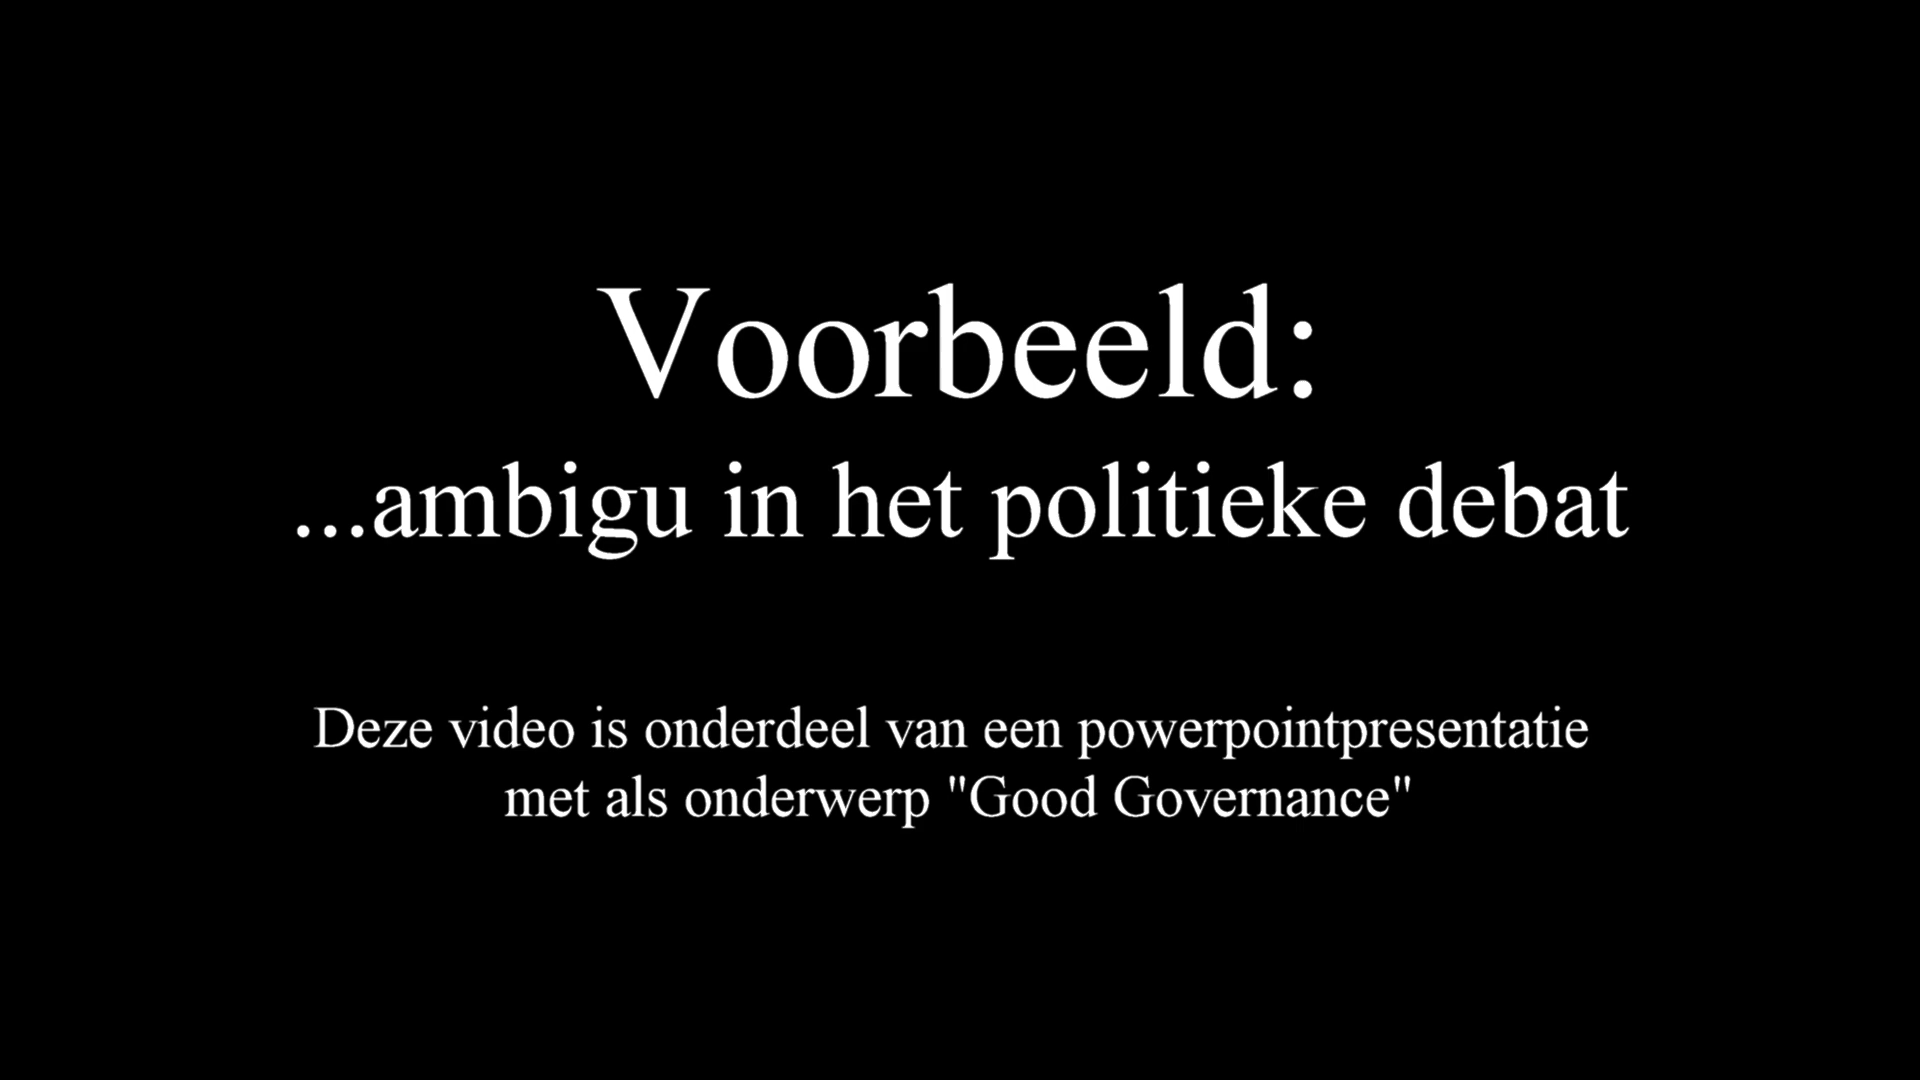 Voorbeeld:
...ambigu in het politieke debat
Deze video is onderdeel van een powerpointpresentatie
met als onderwerp "Good Governance"